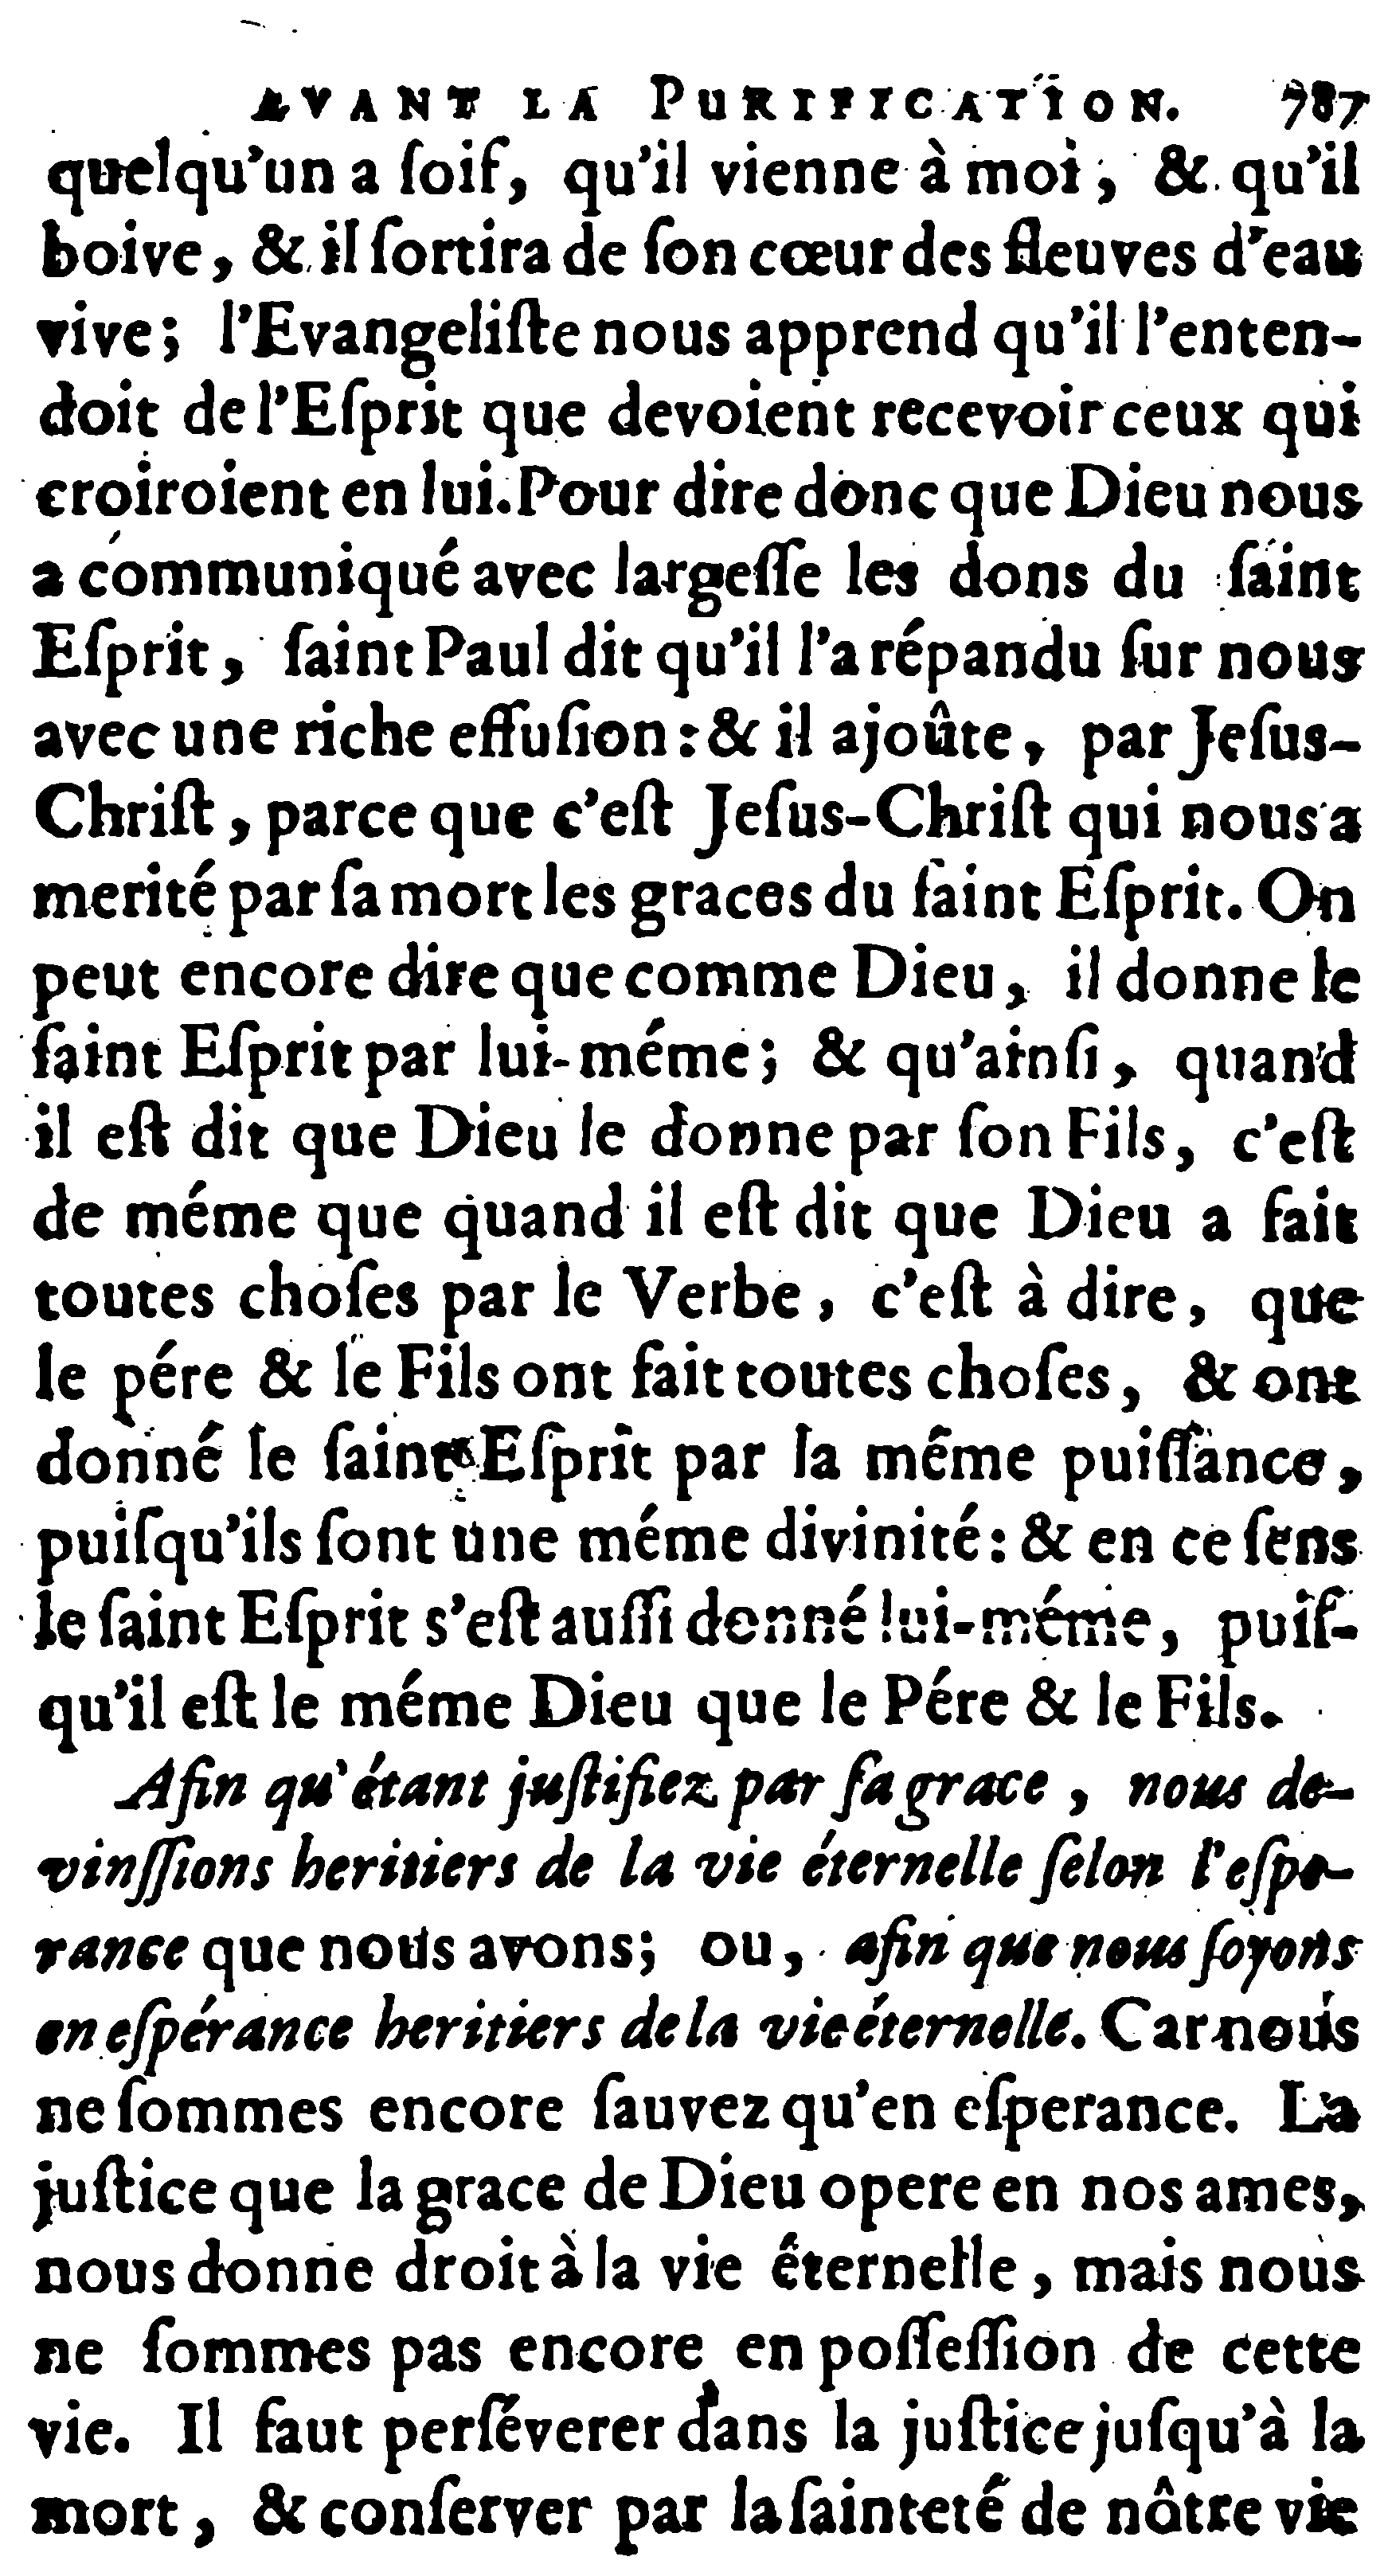 AVANT LA PURIFICATION. 787
quelqu'un a ſoif, qu'il vienne à moi, & qu'il
boive, & il ſortira de ſon cœur des fleuves d'eau
vive; l'Evangeliſte nous apprend qu'il l'enten-
doit de l'Eſprit que devoient recevoir ceux qui
croiroient en lui. Pour dire donc que Dieu nous
a communiqué avec largeſſe les dons du ſaint
Eſprit, ſaint Paul dit qu'il l'a répandu ſur nous
avec une riche effuſion : & il ajoûte, par Jeſus-
Chriſt, parce que c'eſt Jeſus-Chriſt qui nous a
merité par ſa mort les graces du ſaint Eſprit. On
peut encore dire que comme Dieu, il donne le
ſaint Eſprit par lui-méme; & qu'ainſi, quand
il eſt dit que Dieu le donne par ſon Fils, c'eſt
de méme que quand il eſt dit que Dieu a fait
toutes choſes par le Verbe, c'eſt à dire, que
le pére & le Fils ont fait toutes choſes, & ont
donné le ſaint Eſprit par la méme puiſſance,
puiſqu'ils ſont une méme divinité : & en ce ſens
le ſaint Eſprit s'eſt auſſi donné lui-méme, puiſ-
qu'il eſt le méme Dieu que le Pére & le Fils.
Afin qu'étant juſtifiez par ſa grace, nous de-
vinſſions heritiers de la vie éternelle ſelon l'eſpe-
rance que nous avons; ou, afin que nous ſoyons
en eſpérance heritiers de la vie éternelle. Car nous
ne ſommes encore ſauvez qu'en eſperance. La
juſtice que la grace de Dieu opere en nos ames,
nous donne droit à la vie éternelle, mais nous
ne ſommes pas encore en poſſeſſion de cette
vie. Il faut perſéverer dans la juſtice juſqu'à la
mort, & conſerver par la ſainteté de nôtre vie